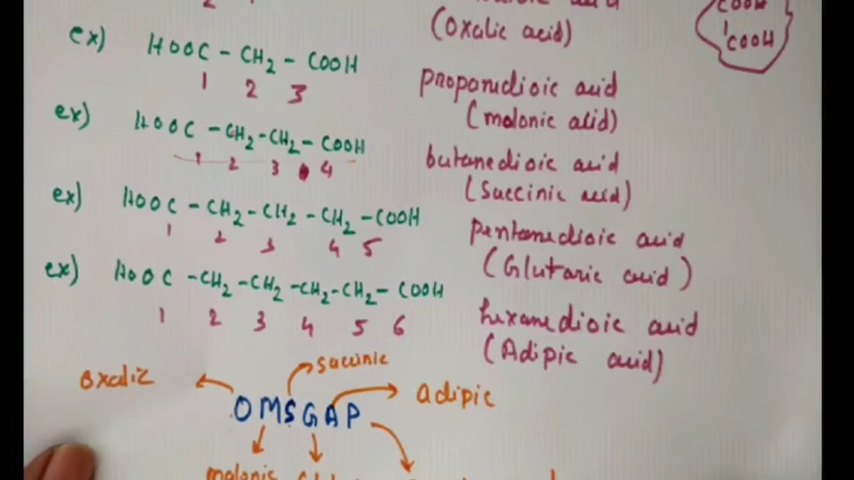 (oxalic acid)
COOH
COOH
ex) HOOC - CH2 - COOH
1 2 3
propanedioic acid
(malonic acid)
ex) HOOC - CH2 - CH2 - COOH
1 2 3 4
butanedioic acid
(Succinic acid)
ex) HOOC - CH2 - CH2 - CH2 - COOH
1 2 3 4 5
pentanedioic acid
(Glutaric acid)
ex) HOOC - CH2 - CH2 - CH2 - CH2 - COOH
1 2 3 4 5 6
hexanedioic acid
(Adipic acid)
oxalic
succinic
OMSGAP
adipic
malonic